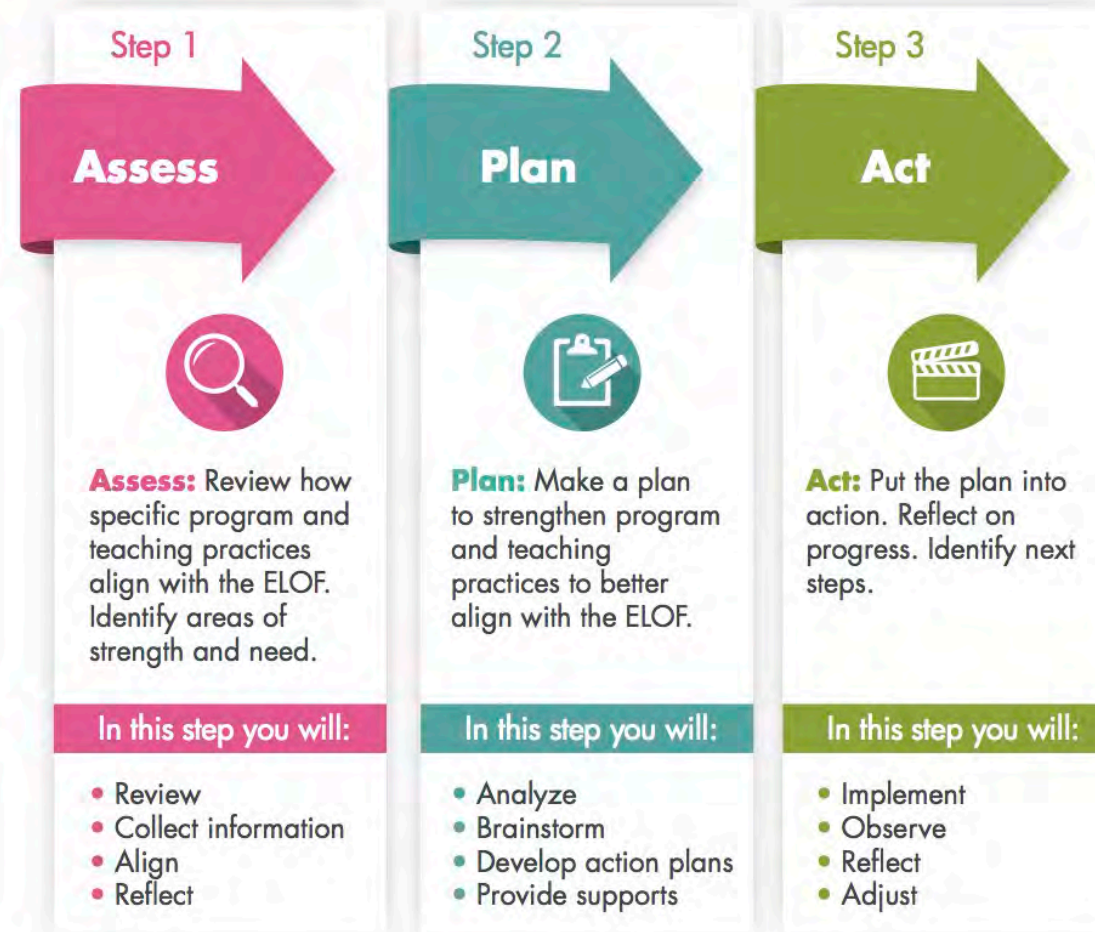 Step 1
Assess
Assess: Review how
specific program and
teaching practices
align with the ELOF.
Identify areas of
strength and need.
In this step you will:
• Review
• Collect information
• Align
• Reflect
Step 2
Plan
Plan: Make a plan
to strengthen program
and teaching
practices to better
align with the ELOF.
In this step you will:
• Analyze
• Brainstorm
• Develop action plans
• Provide supports
Step 3
Act
Act: Put the plan into
action. Reflect on
progress. Identify next
steps.
In this step you will:
• Implement
• Observe
• Reflect
• Adjust